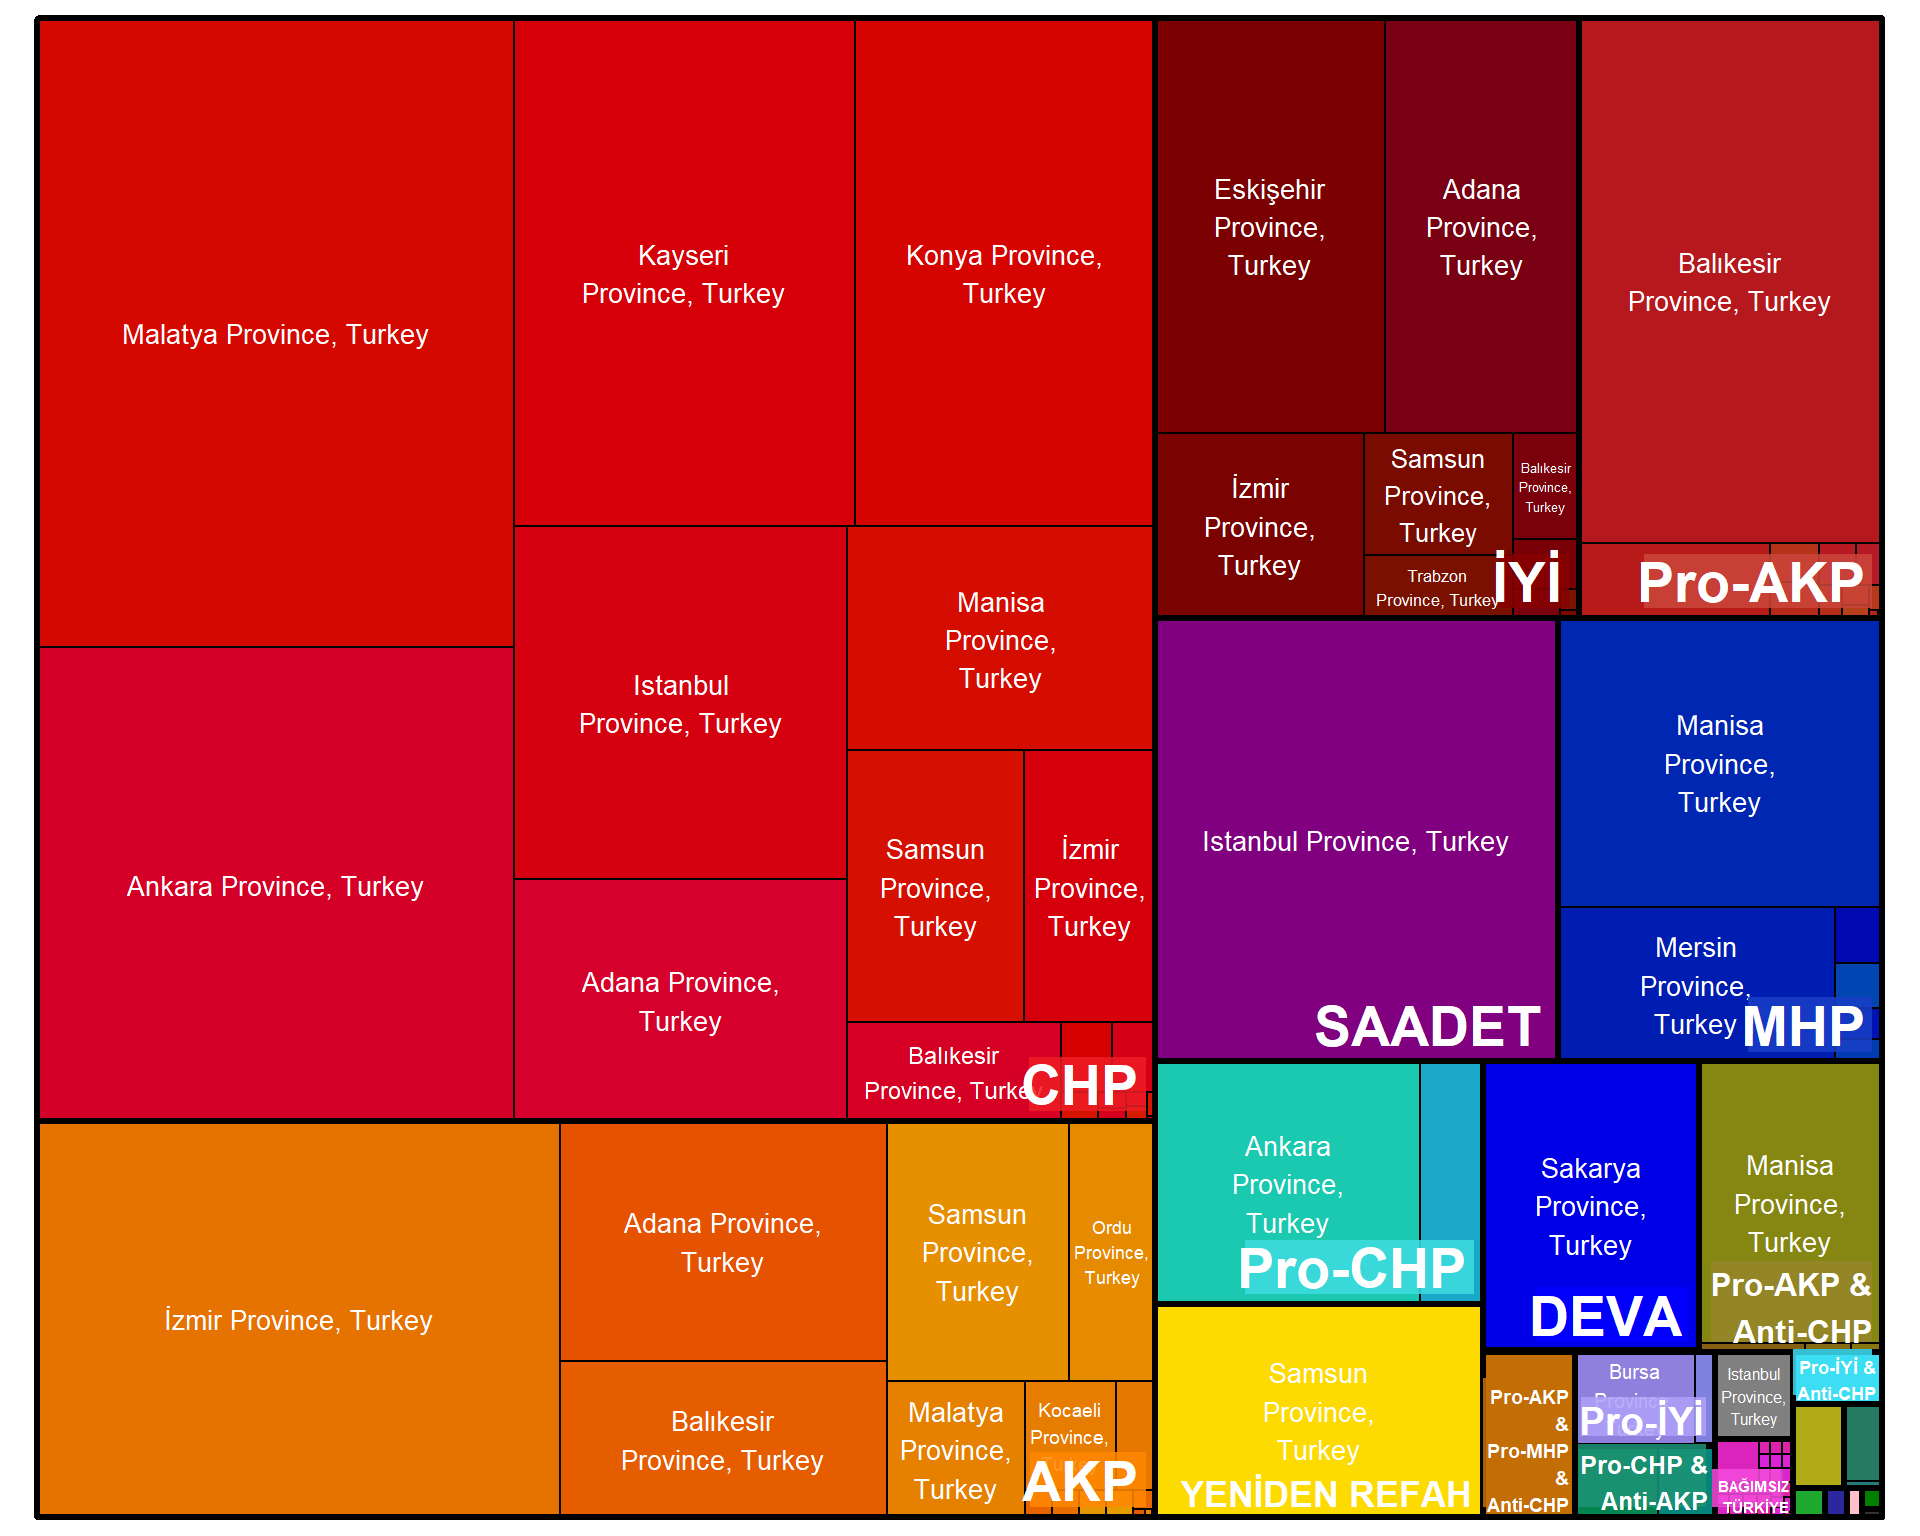 Malatya Province, Turkey
Ankara Province, Turkey
Kayseri
Province, Turkey
Konya Province,
Turkey
Istanbul
Province, Turkey
Adana Province,
Turkey
Manisa
Province,
Turkey
Samsun
Province,
Turkey
İzmir
Province,
Turkey
Balıkesir
Province, Turkey
CHP
İzmir Province, Turkey
Adana Province,
Turkey
Balıkesir
Province, Turkey
Samsun
Province,
Turkey
Ordu
Province,
Turkey
Malatya
Province,
Turkey
Kocaeli
Province,
AKP
Eskişehir
Province,
Turkey
Adana
Province,
Turkey
İzmir
Province,
Turkey
Samsun
Province,
Turkey
Trabzon
Province, Turkey
Balıkesir
Province,
Turkey
İYİ
Balıkesir
Province, Turkey
Pro-AKP
Istanbul Province, Turkey
SAADET
Manisa
Province,
Turkey
Mersin
Province,
Turkey
MHP
Ankara
Province,
Turkey
Pro-CHP
Samsun
Province,
Turkey
YENİDEN REFAH
Sakarya
Province,
Turkey
DEVA
Manisa
Province,
Turkey
Pro-AKP &
Anti-CHP
Pro-AKP
&
Pro-MHP
&
Anti-CHP
Bursa
Province,
Pro-İYİ
Pro-CHP &
Anti-AKP
Istanbul
Province,
Turkey
BAĞIMSIZ
TÜRKİYE
Pro-İYİ &
Anti-CHP